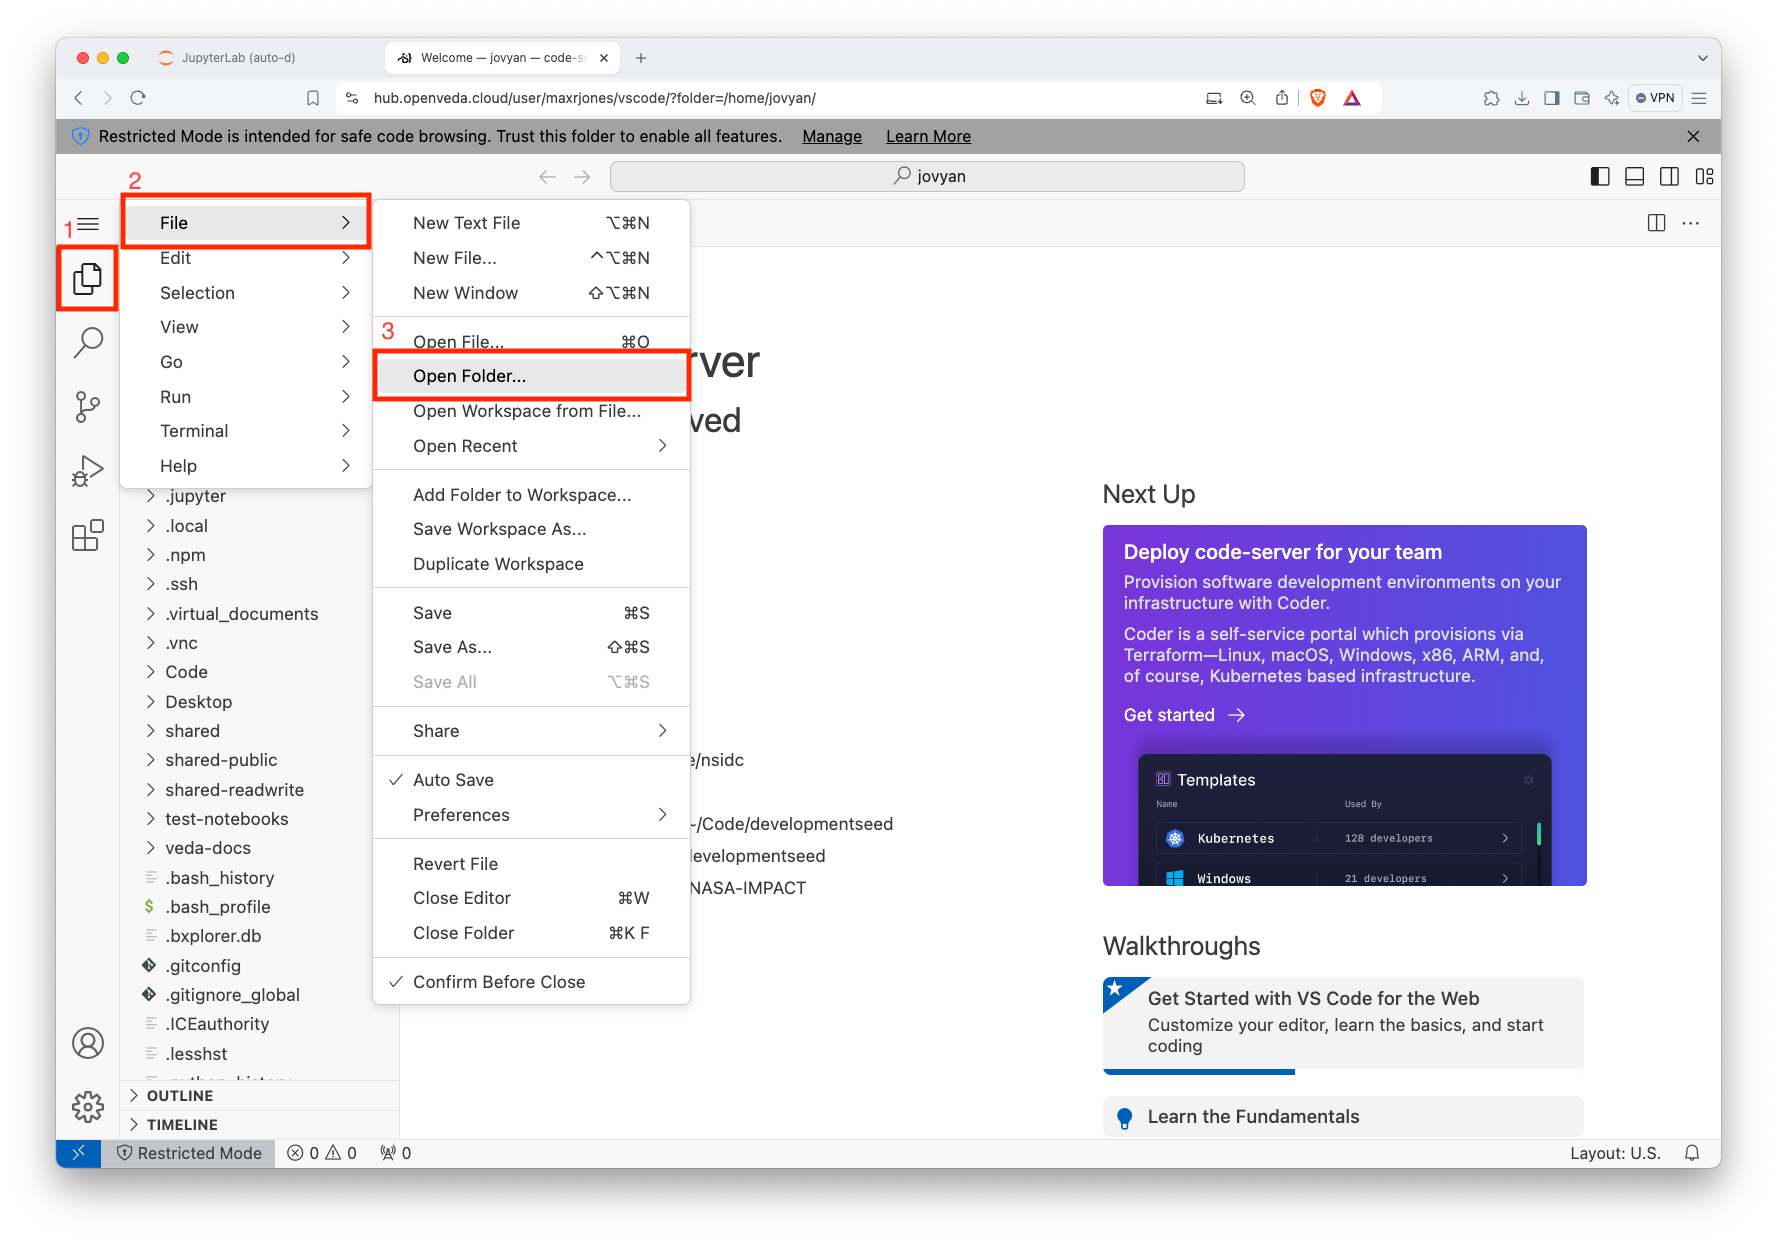 JupyterLab (auto-d)
Welcome — jovyan — code-s
hub.openveda.cloud/user/maxrjones/vscode/?folder=/home/jovyan/
VPN
Restricted Mode is intended for safe code browsing. Trust this folder to enable all features. Manage Learn More
jovyan
1
2
File
Edit
Selection
View
Go
Run
Terminal
Help
New Text File ⌥⌘N
New File... ^⌥⌘N
New Window ⇧⌥⌘N
3
Open File... ⌘O
Open Folder...
Open Workspace from File...
Open Recent
Add Folder to Workspace...
Save Workspace As...
Duplicate Workspace
Save ⌘S
Save As... ⇧⌘S
Save All ⌥⌘S
Share
Auto Save
Preferences
Revert File
Close Editor ⌘W
Close Folder ⌘K F
Confirm Before Close
.jupyter
.local
.npm
.ssh
.virtual_documents
.vnc
Code
Desktop
shared
shared-public
shared-readwrite
test-notebooks
veda-docs
.bash_history
.bash_profile
.bxplorer.db
.gitconfig
.gitignore_global
.ICEauthority
.lesshst
OUTLINE
TIMELINE
rver
ved
e/nsidc
~/Code/developmentseed
developmentseed
NASA-IMPACT
Next Up
Deploy code-server for your team
Provision software development environments on your
infrastructure with Coder.
Coder is a self-service portal which provisions via
Terraform—Linux, macOS, Windows, x86, ARM, and,
of course, Kubernetes based infrastructure.
Get started
Templates
Name Used By
Kubernetes 128 developers
Windows 21 developers
Walkthroughs
Get Started with VS Code for the Web
Customize your editor, learn the basics, and start
coding
Learn the Fundamentals
Restricted Mode 0 0 0
Layout: U.S.